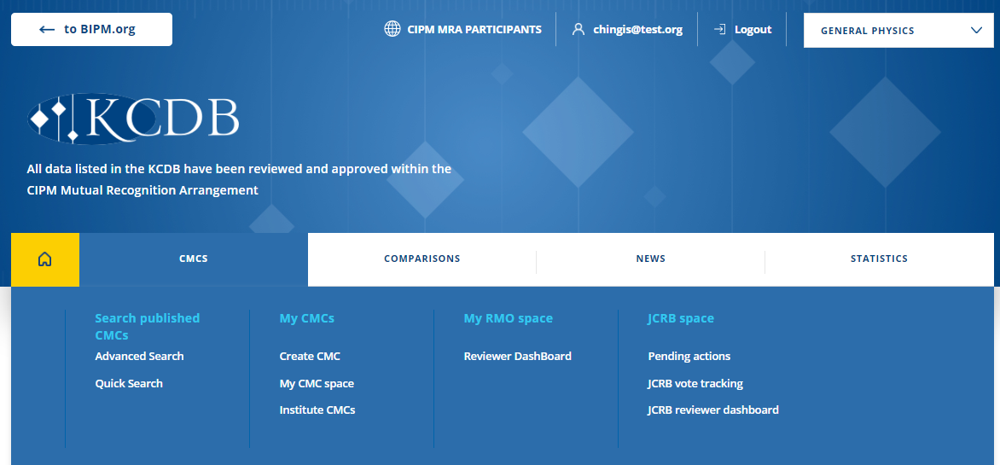 to BIPM.org
CIPM MRA PARTICIPANTS
chingis@test.org
Logout
GENERAL PHYSICS
KCDB
All data listed in the KCDB have been reviewed and approved within the
CIPM Mutual Recognition Arrangement
CMCS
COMPARISONS
NEWS
STATISTICS
Search published
CMCs
Advanced Search
Quick Search
My CMCs
Create CMC
My CMC space
Institute CMCs
My RMO space
Reviewer DashBoard
JCRB space
Pending actions
JCRB vote tracking
JCRB reviewer dashboard